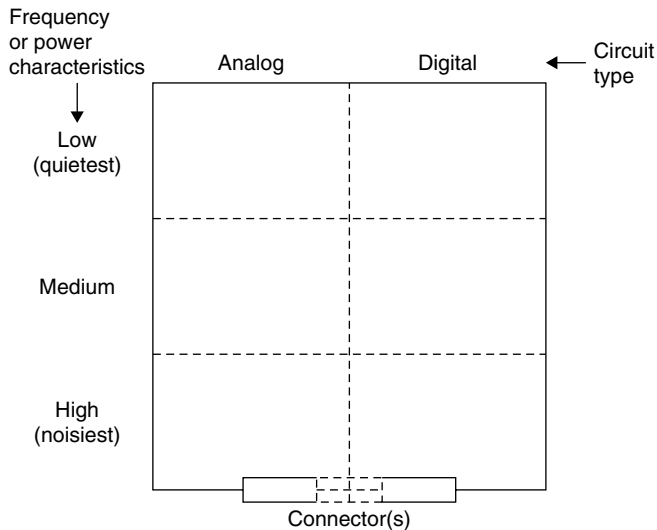 Frequency
or power
characteristics
Analog
Digital
Circuit
type
Low
(quietest)
Medium
High
(noisiest)
Connector(s)